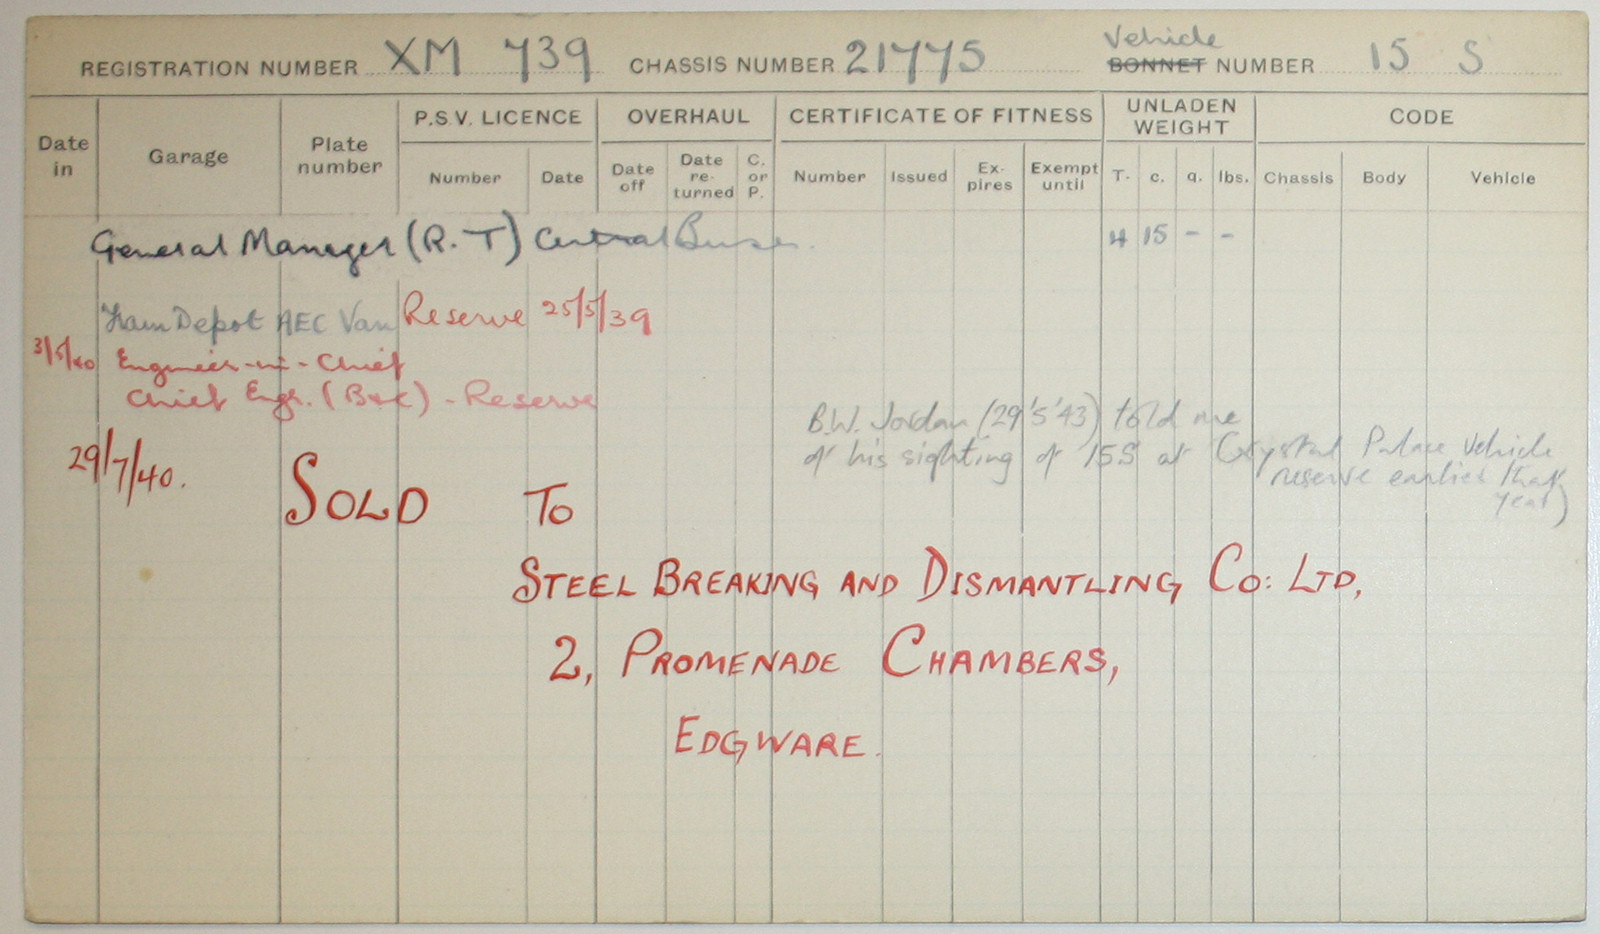 REGISTRATION NUMBER XM 739 CHASSIS NUMBER 21775 Vehicle BONNET NUMBER 15 S
Date in Garage Plate number P.S.V. LICENCE OVERHAUL CERTIFICATE OF FITNESS UNLADEN WEIGHT CODE
Number Date Date off Date re-turned C. or P. Number Issued Ex-pires Exempt until T. c. q. lbs. Chassis Body Vehicle
General Manager (R.T) Central Buses. 4 15 - -
Tram Depot AEC Van Reserve 25/5/39
3/5/40 Engineer-in-Chief
Chief Engr. (B&C) - Reserve
B.W. Jordan (29'5'43) told me
of his sighting of 15S at Crystal Palace vehicle
reserve earlier that
year)
29/7/40. SOLD TO
STEEL BREAKING AND DISMANTLING CO: LTD,
2, PROMENADE CHAMBERS,
EDGWARE.